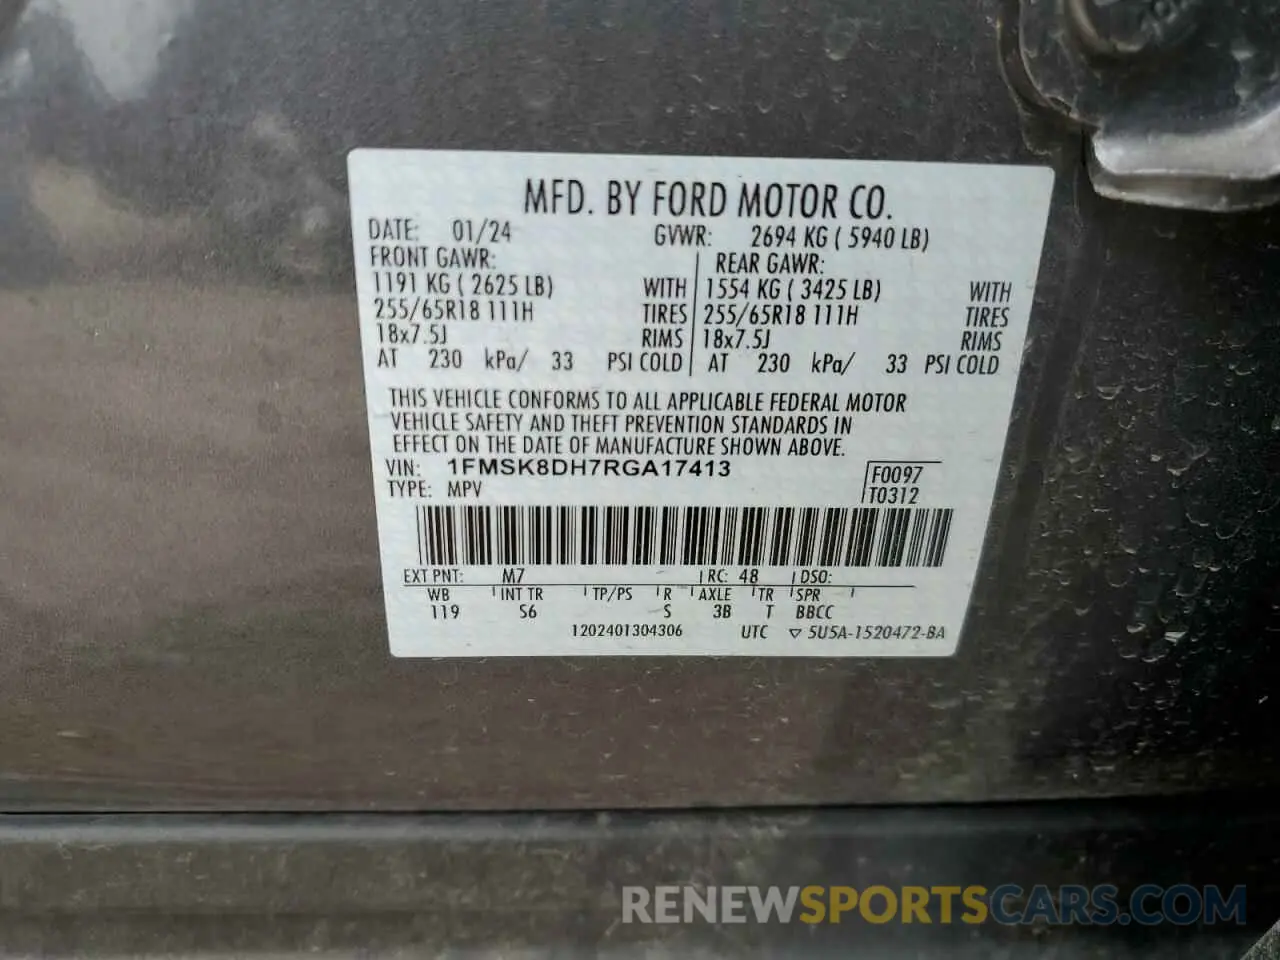 MFD. BY FORD MOTOR CO.
DATE: 01/24 GVWR: 2694 KG ( 5940 LB)
FRONT GAWR: REAR GAWR:
1191 KG ( 2625 LB) WITH 1554 KG ( 3425 LB) WITH
255/65R18 111H TIRES 255/65R18 111H TIRES
18x7.5J RIMS 18x7.5J RIMS
AT 230 kPa/ 33 PSI COLD AT 230 kPa/ 33 PSI COLD
THIS VEHICLE CONFORMS TO ALL APPLICABLE FEDERAL MOTOR
VEHICLE SAFETY AND THEFT PREVENTION STANDARDS IN
EFFECT ON THE DATE OF MANUFACTURE SHOWN ABOVE.
VIN: 1FMSK8DH7RGA17413 F0097
TYPE: MPV T0312
EXT PNT: M7 RC: 48 DSO:
WB INT TR TP/PS R AXLE TR SPR
119 S6 S 3B T BBCC
1202401304306 UTC ▽ 5U5A-1520472-BA
RENEWSPORTSCARS.COM